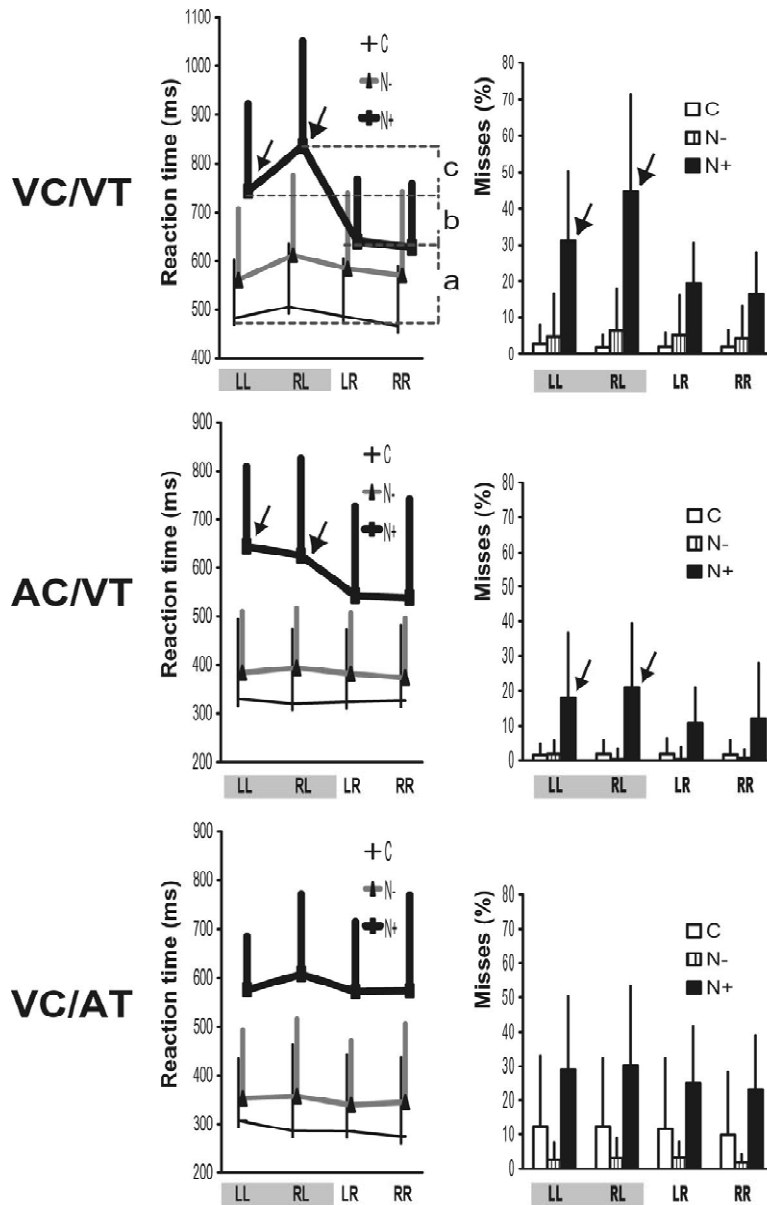 VC/VT
Reaction time (ms)
1100
1000
900
800
700
600
500
400
C
N-
N+
c
b
a
LL RL LR RR
Misses (%)
80
70
60
50
40
30
20
10
0
C
N-
N+
LL RL LR RR
AC/VT
Reaction time (ms)
900
800
700
600
500
400
300
200
C
N-
N+
LL RL LR RR
Misses (%)
80
70
60
50
40
30
20
10
0
C
N-
N+
LL RL LR RR
VC/AT
Reaction time (ms)
900
800
700
600
500
400
300
200
C
N-
N+
LL RL LR RR
Misses (%)
80
70
60
50
40
30
20
10
0
C
N-
N+
LL RL LR RR